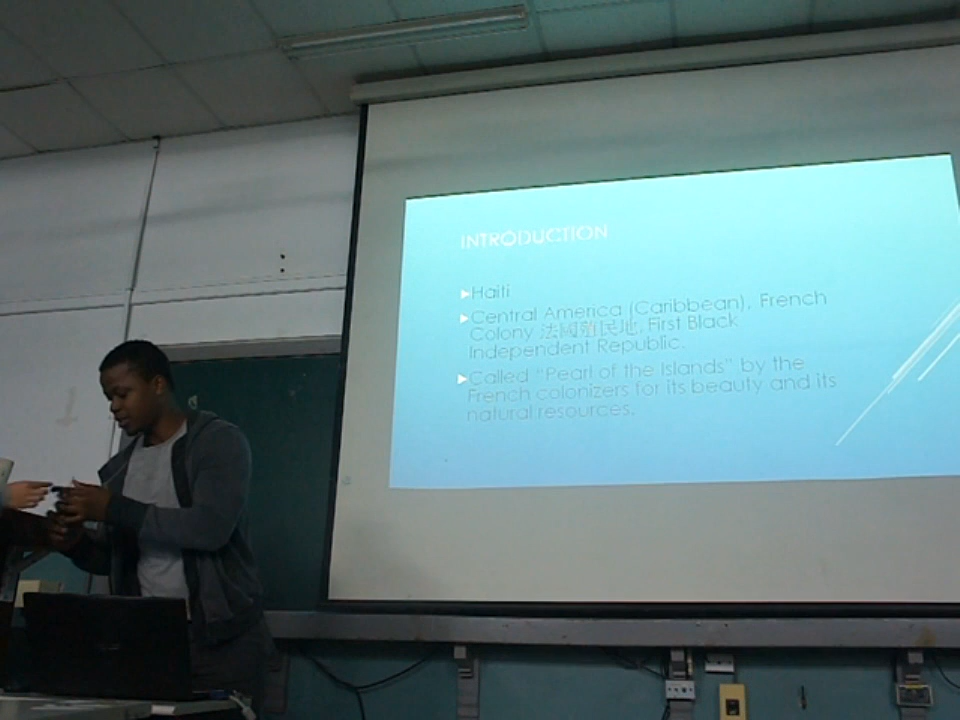 INTRODUCTION
Haiti
Central America (Caribbean), French
Colony 法國殖民地, First Black
Independent Republic.
Called "Pearl of the Islands" by the
French colonizers for its beauty and its
natural resources.